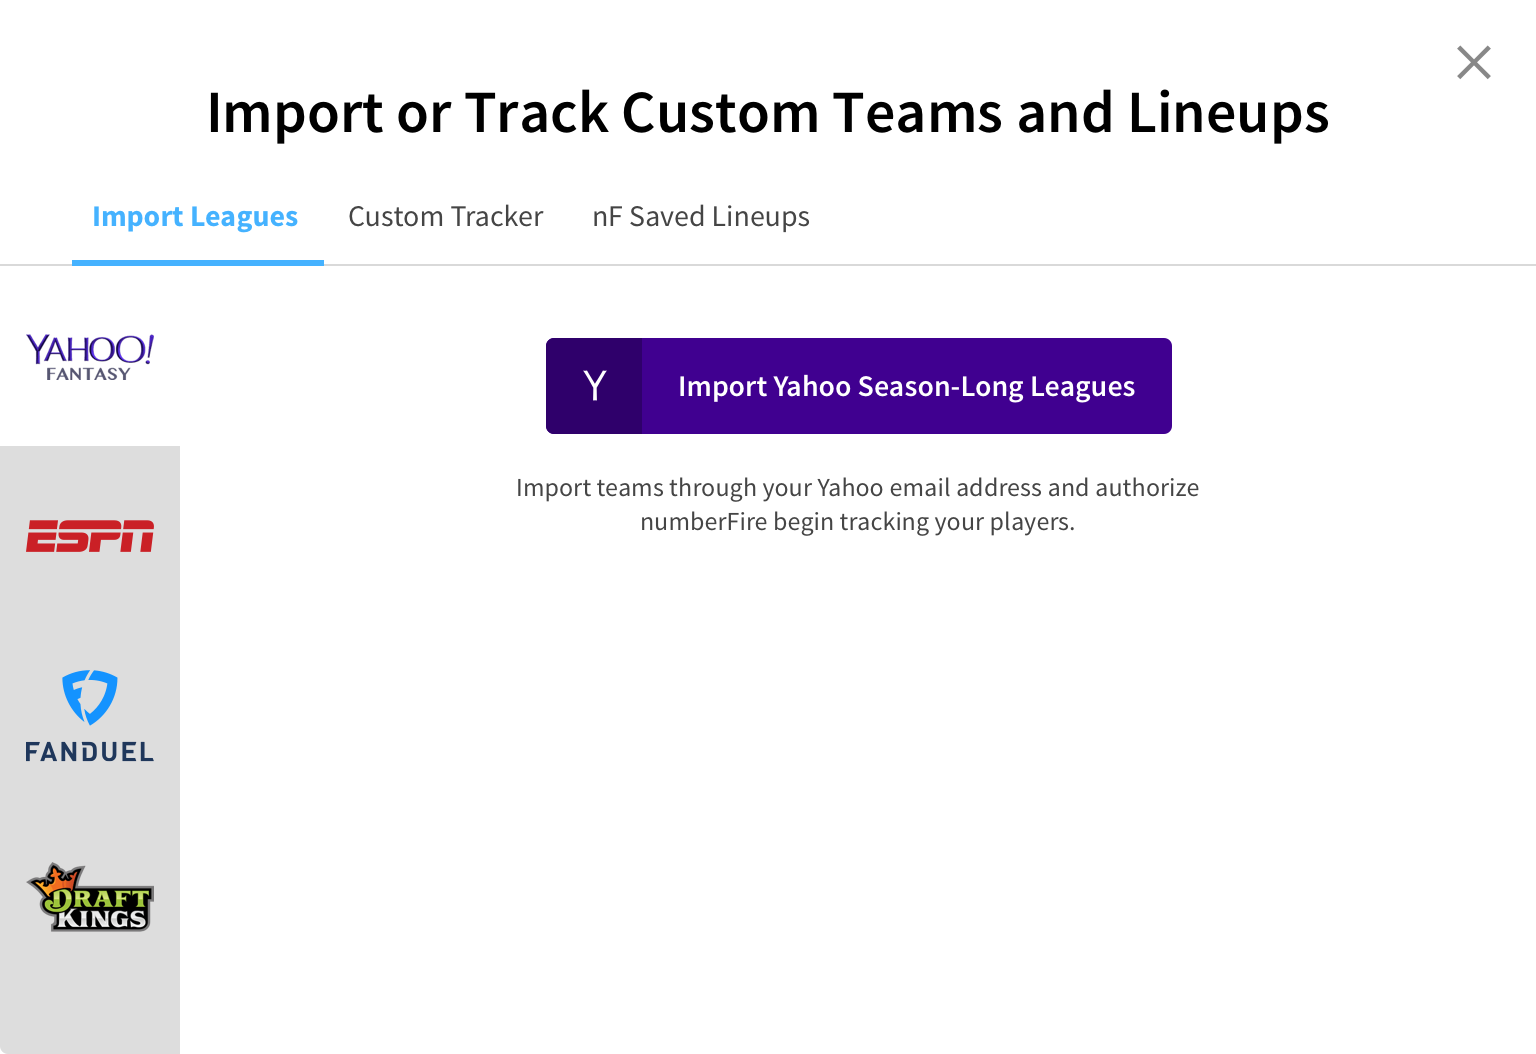 Import or Track Custom Teams and Lineups
Import Leagues Custom Tracker nF Saved Lineups
YAHOO!
FANTASY
Y Import Yahoo Season-Long Leagues
Import teams through your Yahoo email address and authorize
numberFire begin tracking your players.
ESPN
FANDUEL
DRAFT
KINGS